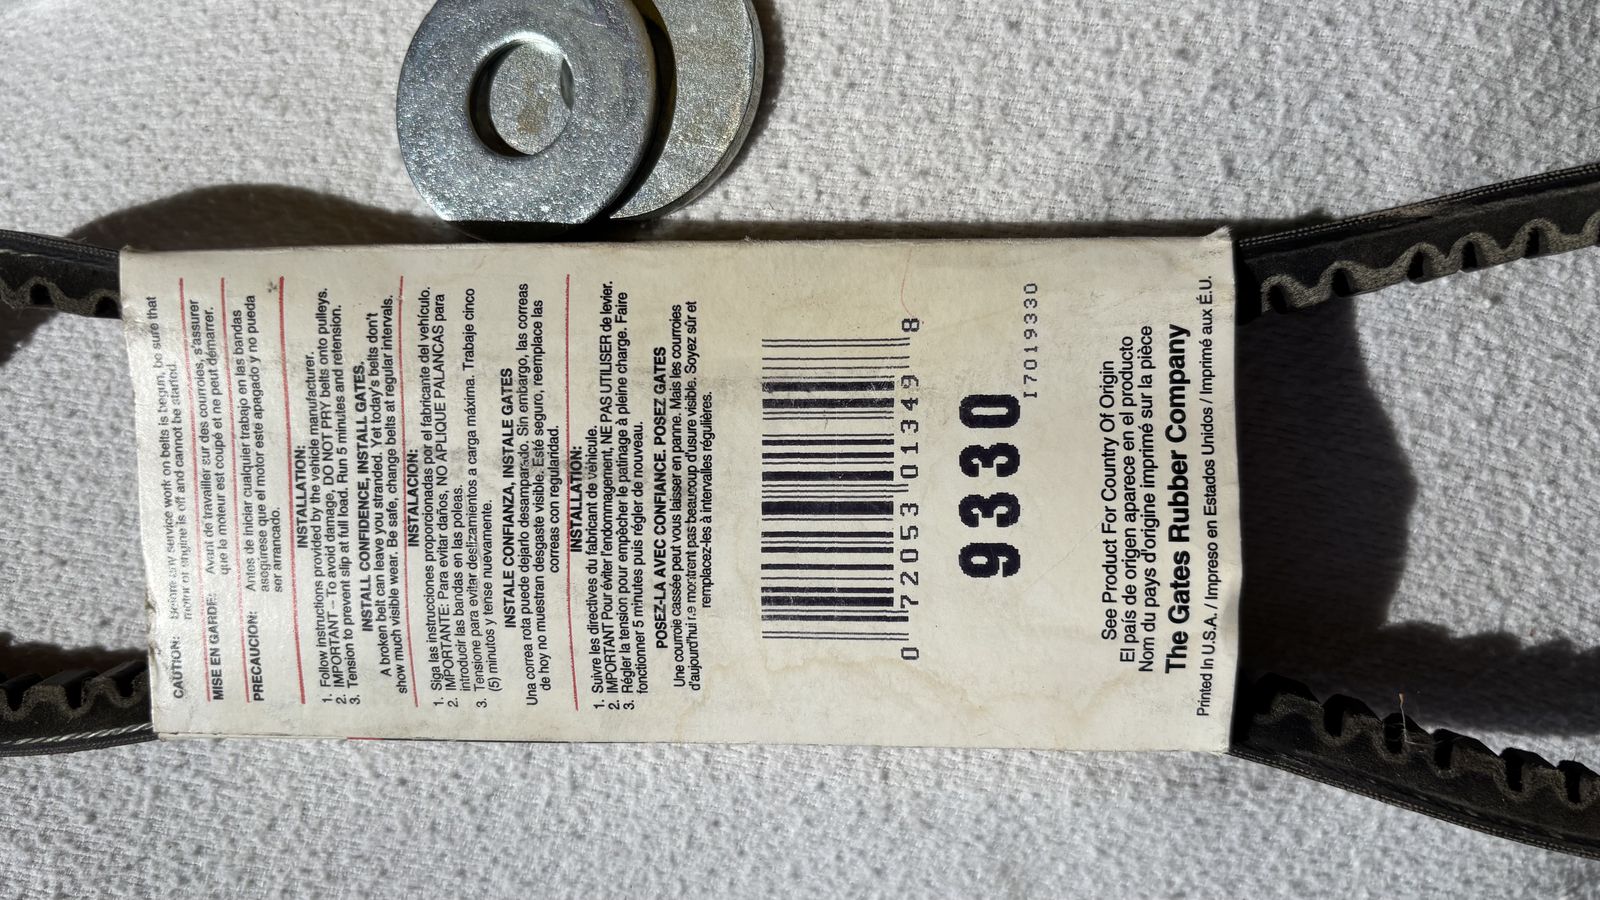 CAUTION: Before any service work on belts is begun, be sure that
motor or engine is off and cannot be started.
MISE EN GARDE: Avant de travailler sur des courroies, s'assurer
que le moteur est coupé et ne peut démarrer.
PRECAUCION: Antes de iniciar cualquier trabajo en las bandas
asegúrese que el motor este apagado y no pueda
ser arrancado.
INSTALLATION:
1. Follow instructions provided by the vehicle manufacturer.
2. IMPORTANT – To avoid damage, DO NOT PRY belts onto pulleys.
3. Tension to prevent slip at full load. Run 5 minutes and retension.
INSTALL CONFIDENCE, INSTALL GATES.
A broken belt can leave you stranded. Yet today's belts don't
show much visible wear. Be safe, change belts at regular intervals.
INSTALACION:
1. Siga las instrucciones proporcionadas por el fabricante del vehículo.
2. IMPORTANTE: Para evitar daños, NO APLIQUE PALANCAS para
introducir las bandas en las poleas.
3. Tensione para evitar deslizamientos a carga máxima. Trabaje cinco
(5) minutos y tense nuevamente.
INSTALE CONFIANZA, INSTALE GATES
Una correa rota puede dejarlo desamparado. Sin embargo, las correas
de hoy no muestran desgaste visible. Esté seguro, reemplace las
correas con regularidad.
INSTALLATION:
1. Suivre les directives du fabricant de véhicule.
2. IMPORTANT Pour éviter l'endommagement, NE PAS UTILISER de levier.
3. Régler la tension pour empêcher le patinage à pleine charge. Faire
fonctionner 5 minutes puis régler de nouveau.
POSEZ-LA AVEC CONFIANCE. POSEZ GATES
Une courroie cassée peut vous laisser en panne. Mais les courroies
d'aujourd'hui ne montrent pas beaucoup d'usure visible. Soyez sûr et
remplacez-les à intervalles régulières.
0 72053 01349 8
9330
I7019330
See Product For Country Of Origin
El país de origen aparece en el producto
Nom du pays d'origine imprimé sur la pièce
The Gates Rubber Company
Printed In U.S.A. / Impreso en Estados Unidos / Imprimé aux É.U.